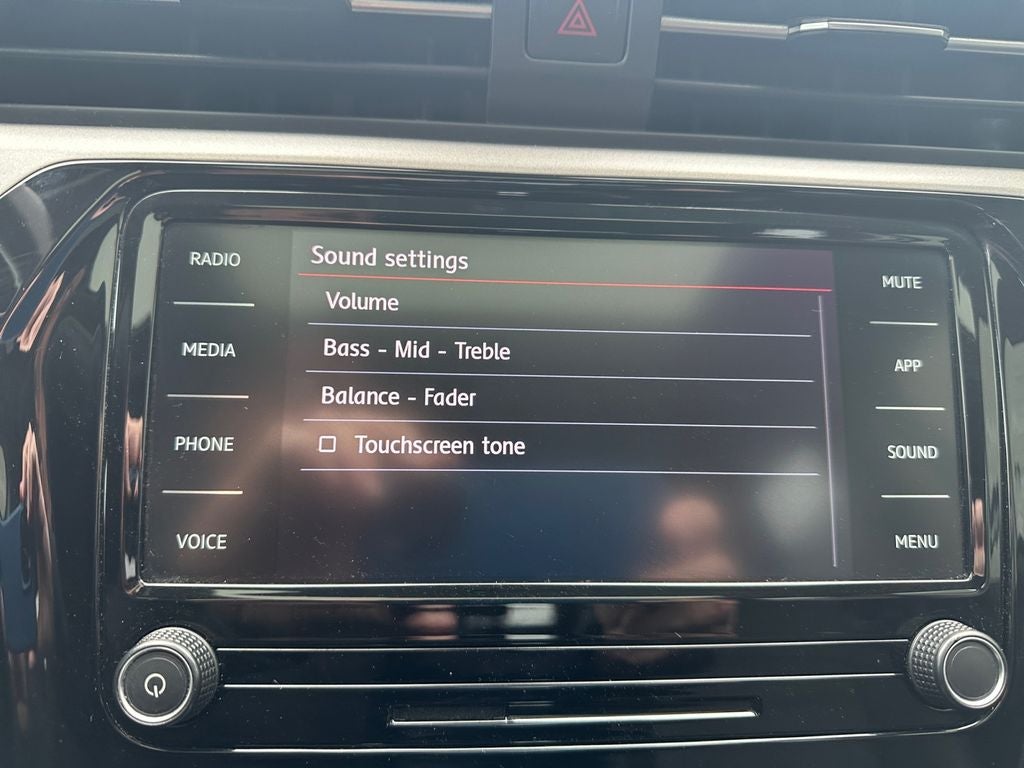 RADIO
MEDIA
PHONE
VOICE
Sound settings
Volume
Bass - Mid - Treble
Balance - Fader
Touchscreen tone
MUTE
APP
SOUND
MENU